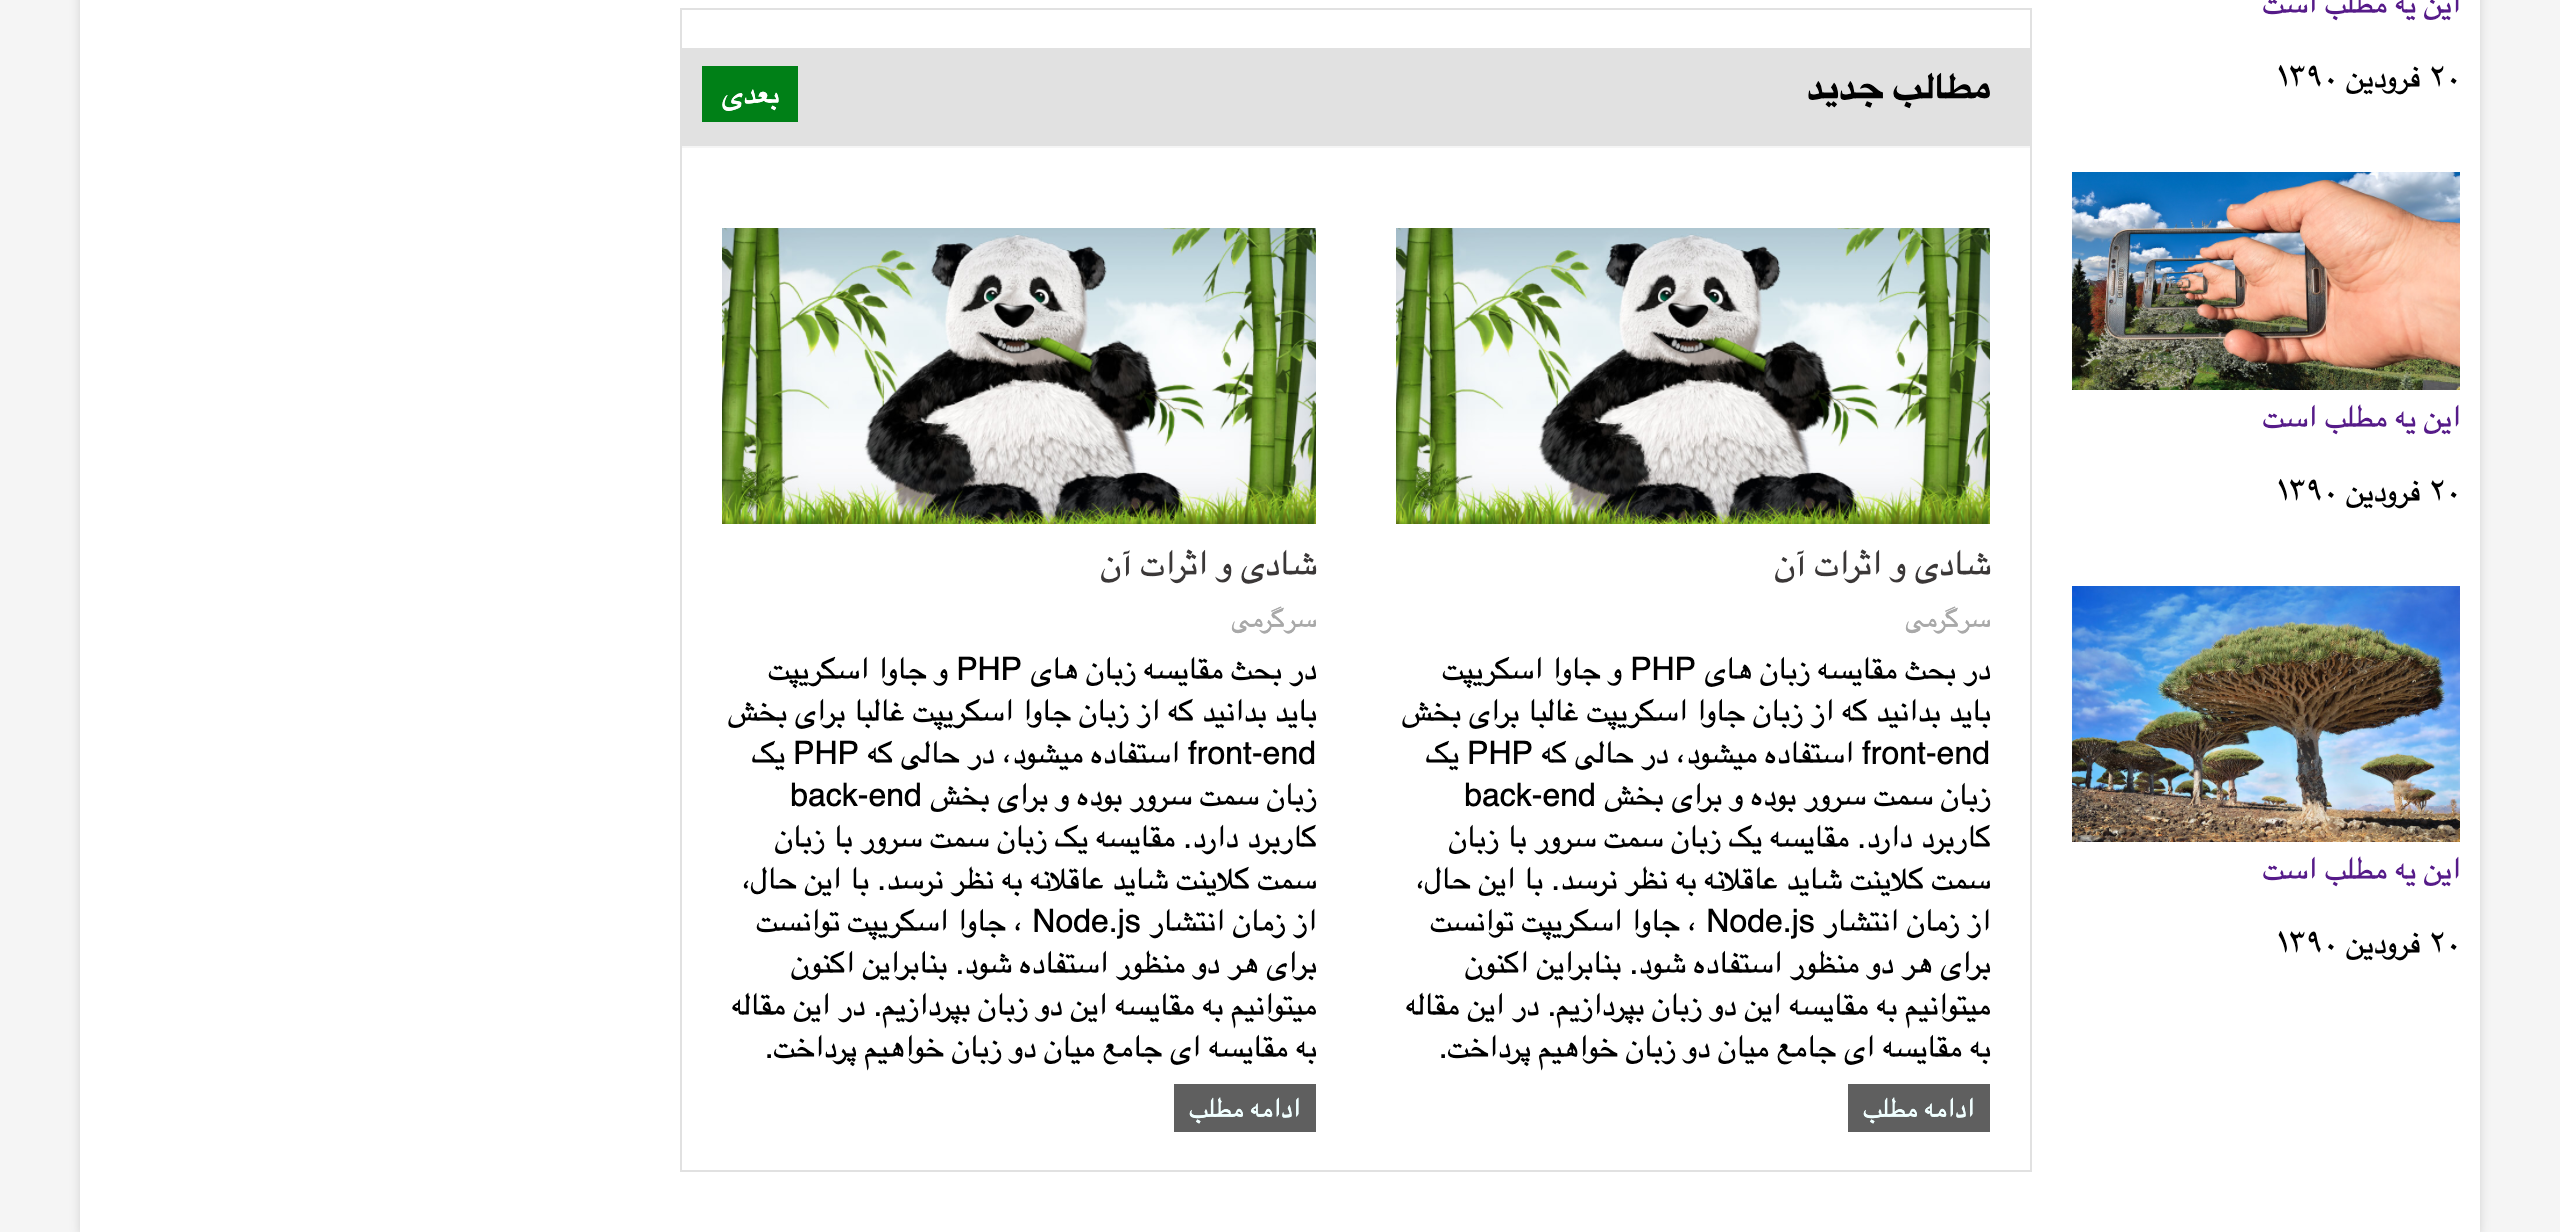 این یه مطلب است
۲۰ فرودین ۱۳۹۰
این یه مطلب است
۲۰ فرودین ۱۳۹۰
این یه مطلب است
۲۰ فرودین ۱۳۹۰
مطالب جدید
بعدی
شادی و اثرات آن
سرگرمی
در بحث مقایسه زبان های PHP و جاوا اسکریپت
باید بدانید که از زبان جاوا اسکریپت غالبا برای بخش
front-end استفاده میشود، در حالی که PHP یک
زبان سمت سرور بوده و برای بخش back-end
کاربرد دارد. مقایسه یک زبان سمت سرور با زبان
سمت کلاینت شاید عاقلانه به نظر نرسد. با این حال،
از زمان انتشار Node.js ، جاوا اسکریپت توانست
برای هر دو منظور استفاده شود. بنابراین اکنون
میتوانیم به مقایسه این دو زبان بپردازیم. در این مقاله
به مقایسه ای جامع میان دو زبان خواهیم پرداخت.
ادامه مطلب
شادی و اثرات آن
سرگرمی
در بحث مقایسه زبان های PHP و جاوا اسکریپت
باید بدانید که از زبان جاوا اسکریپت غالبا برای بخش
front-end استفاده میشود، در حالی که PHP یک
زبان سمت سرور بوده و برای بخش back-end
کاربرد دارد. مقایسه یک زبان سمت سرور با زبان
سمت کلاینت شاید عاقلانه به نظر نرسد. با این حال،
از زمان انتشار Node.js ، جاوا اسکریپت توانست
برای هر دو منظور استفاده شود. بنابراین اکنون
میتوانیم به مقایسه این دو زبان بپردازیم. در این مقاله
به مقایسه ای جامع میان دو زبان خواهیم پرداخت.
ادامه مطلب